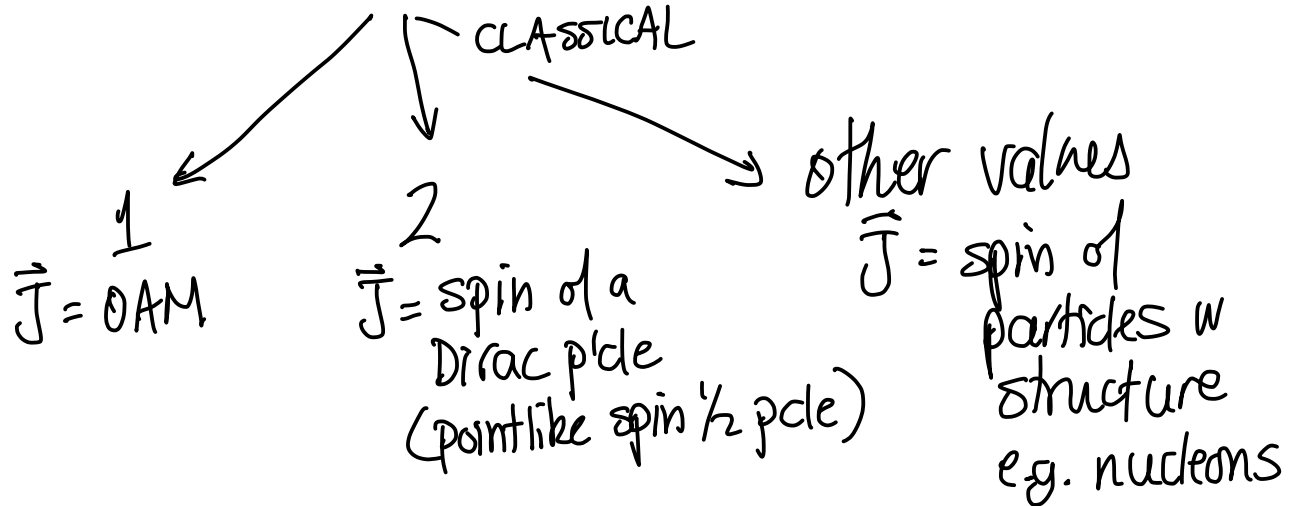 CLASSICAL
1
J⃗ = OAM
2
J⃗ = spin of a
Dirac p'cle
(pointlike spin 1/2 pcle)
other values
J⃗ = spin of
particles w
structure
e.g. nucleons